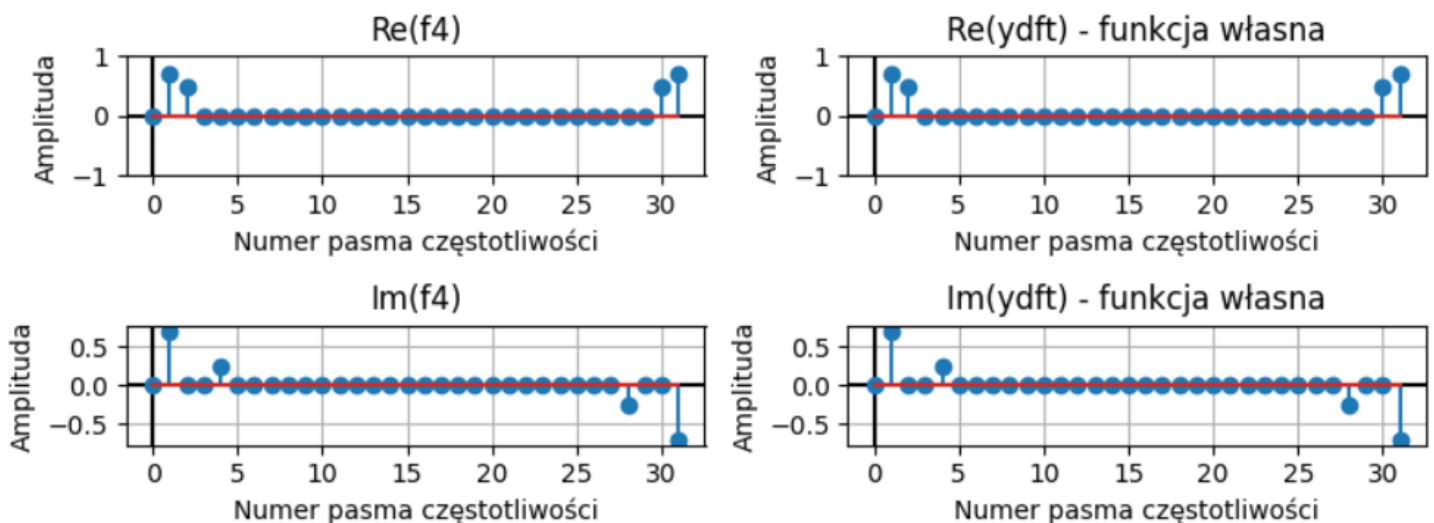 Re(f4)
Amplituda
1
0
−1
0 5 10 15 20 25 30
Numer pasma częstotliwości
Re(ydft) - funkcja własna
Amplituda
1
0
−1
0 5 10 15 20 25 30
Numer pasma częstotliwości
Im(f4)
Amplituda
0.5
0.0
−0.5
0 5 10 15 20 25 30
Numer pasma częstotliwości
Im(ydft) - funkcja własna
Amplituda
0.5
0.0
−0.5
0 5 10 15 20 25 30
Numer pasma częstotliwości